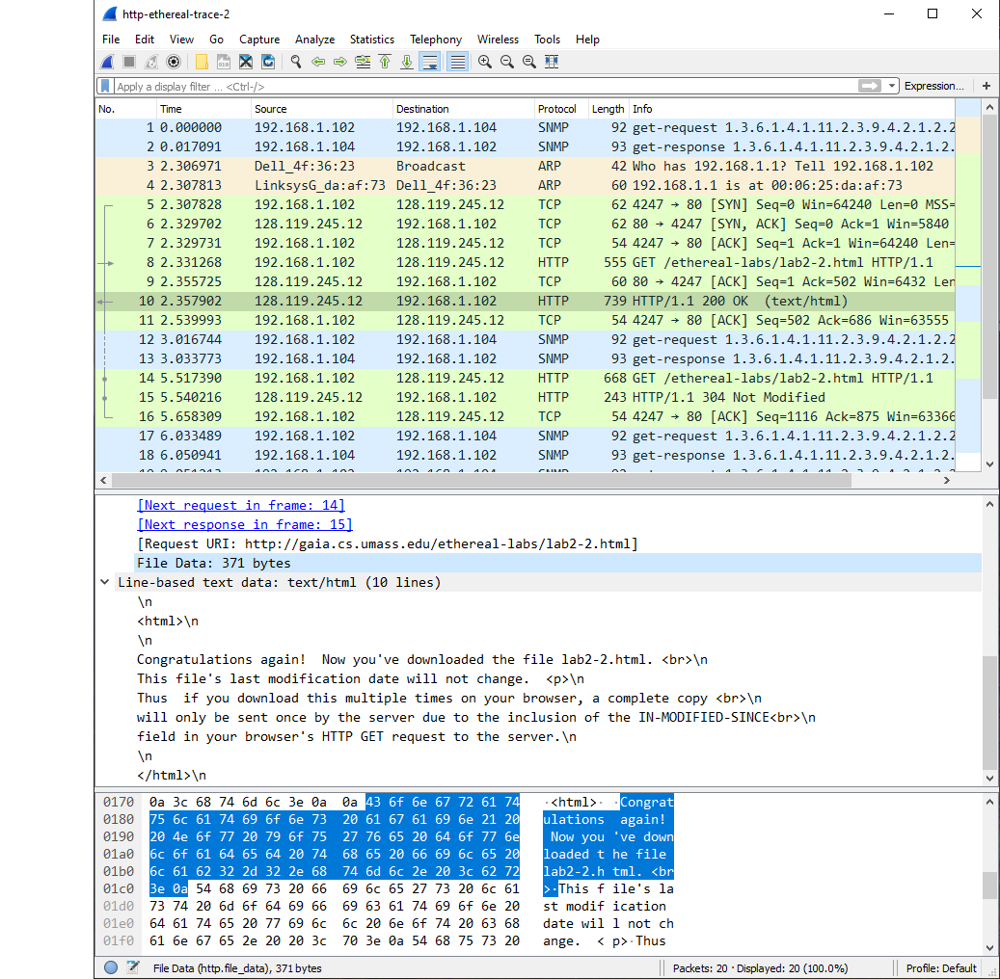 http-ethereal-trace-2
File Edit View Go Capture Analyze Statistics Telephony Wireless Tools Help
Apply a display filter ... <Ctrl-/> Expression... +
No. Time Source Destination Protocol Length Info
1 0.000000 192.168.1.102 192.168.1.104 SNMP 92 get-request 1.3.6.1.4.1.11.2.3.9.4.2.1.2.2
2 0.017091 192.168.1.104 192.168.1.102 SNMP 93 get-response 1.3.6.1.4.1.11.2.3.9.4.2.1.2.
3 2.306971 Dell_4f:36:23 Broadcast ARP 42 Who has 192.168.1.1? Tell 192.168.1.102
4 2.307813 LinksysG_da:af:73 Dell_4f:36:23 ARP 60 192.168.1.1 is at 00:06:25:da:af:73
5 2.307828 192.168.1.102 128.119.245.12 TCP 62 4247 → 80 [SYN] Seq=0 Win=64240 Len=0 MSS=
6 2.329702 128.119.245.12 192.168.1.102 TCP 62 80 → 4247 [SYN, ACK] Seq=0 Ack=1 Win=5840
7 2.329731 192.168.1.102 128.119.245.12 TCP 54 4247 → 80 [ACK] Seq=1 Ack=1 Win=64240 Len=
8 2.331268 192.168.1.102 128.119.245.12 HTTP 555 GET /ethereal-labs/lab2-2.html HTTP/1.1
9 2.355725 128.119.245.12 192.168.1.102 TCP 60 80 → 4247 [ACK] Seq=1 Ack=502 Win=6432 Len
10 2.357902 128.119.245.12 192.168.1.102 HTTP 739 HTTP/1.1 200 OK  (text/html)
11 2.539993 192.168.1.102 128.119.245.12 TCP 54 4247 → 80 [ACK] Seq=502 Ack=686 Win=63555
12 3.016744 192.168.1.102 192.168.1.104 SNMP 92 get-request 1.3.6.1.4.1.11.2.3.9.4.2.1.2.2
13 3.033773 192.168.1.104 192.168.1.102 SNMP 93 get-response 1.3.6.1.4.1.11.2.3.9.4.2.1.2.
14 5.517390 192.168.1.102 128.119.245.12 HTTP 668 GET /ethereal-labs/lab2-2.html HTTP/1.1
15 5.540216 128.119.245.12 192.168.1.102 HTTP 243 HTTP/1.1 304 Not Modified
16 5.658309 192.168.1.102 128.119.245.12 TCP 54 4247 → 80 [ACK] Seq=1116 Ack=875 Win=63366
17 6.033489 192.168.1.102 192.168.1.104 SNMP 92 get-request 1.3.6.1.4.1.11.2.3.9.4.2.1.2.2
18 6.050941 192.168.1.104 192.168.1.102 SNMP 93 get-response 1.3.6.1.4.1.11.2.3.9.4.2.1.2.
[Next request in frame: 14]
[Next response in frame: 15]
[Request URI: http://gaia.cs.umass.edu/ethereal-labs/lab2-2.html]
File Data: 371 bytes
Line-based text data: text/html (10 lines)
\n
<html>\n
\n
Congratulations again!  Now you've downloaded the file lab2-2.html. <br>\n
This file's last modification date will not change.  <p>\n
Thus  if you download this multiple times on your browser, a complete copy <br>\n
will only be sent once by the server due to the inclusion of the IN-MODIFIED-SINCE<br>\n
field in your browser's HTTP GET request to the server.\n
\n
</html>\n
0170 0a 3c 68 74 6d 6c 3e 0a  0a 43 6f 6e 67 72 61 74 ·<html>· ·Congrat
0180 75 6c 61 74 69 6f 6e 73  20 61 67 61 69 6e 21 20 ulations  again!
0190 20 4e 6f 77 20 79 6f 75  27 76 65 20 64 6f 77 6e  Now you 've down
01a0 6c 6f 61 64 65 64 20 74  68 65 20 66 69 6c 65 20 loaded t he file
01b0 6c 61 62 32 2d 32 2e 68  74 6d 6c 2e 20 3c 62 72 lab2-2.h tml. <br
01c0 3e 0a 54 68 69 73 20 66  69 6c 65 27 73 20 6c 61 >·This f ile's la
01d0 73 74 20 6d 6f 64 69 66  69 63 61 74 69 6f 6e 20 st modif ication
01e0 64 61 74 65 20 77 69 6c  6c 20 6e 6f 74 20 63 68 date wil l not ch
01f0 61 6e 67 65 2e 20 20 3c  70 3e 0a 54 68 75 73 20 ange.  < p>·Thus
File Data (http.file_data), 371 bytes Packets: 20 · Displayed: 20 (100.0%) Profile: Default